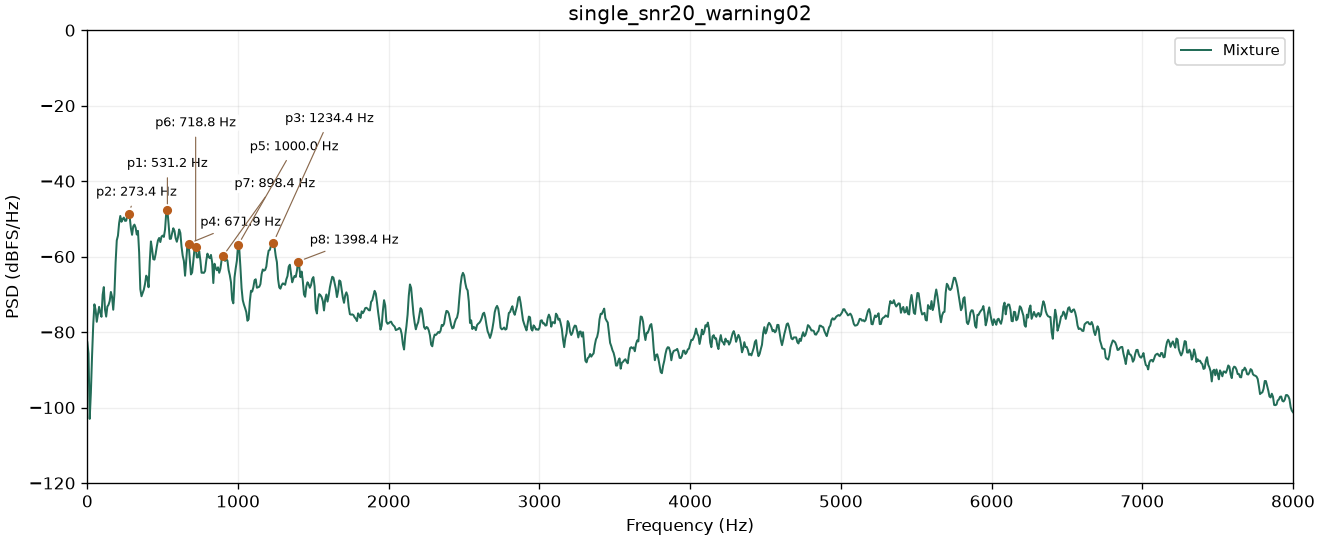 single_snr20_warning02
Mixture
p6: 718.8 Hz
p3: 1234.4 Hz
p1: 531.2 Hz
p5: 1000.0 Hz
p2: 273.4 Hz
p7: 898.4 Hz
p4: 671.9 Hz
p8: 1398.4 Hz
PSD (dBFS/Hz)
0
−20
−40
−60
−80
−100
−120
0 1000 2000 3000 4000 5000 6000 7000 8000
Frequency (Hz)